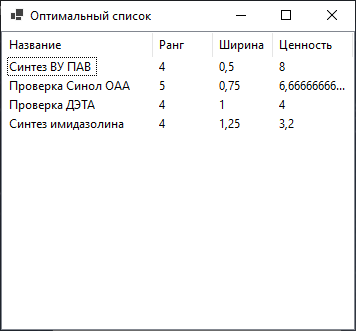 Оптимальный список
Название Ранг Ширина Ценность
Синтез ВУ ПАВ 4 0,5 8
Проверка Синол ОАА 5 0,75 6,66666666...
Проверка ДЭТА 4 1 4
Синтез имидазолина 4 1,25 3,2